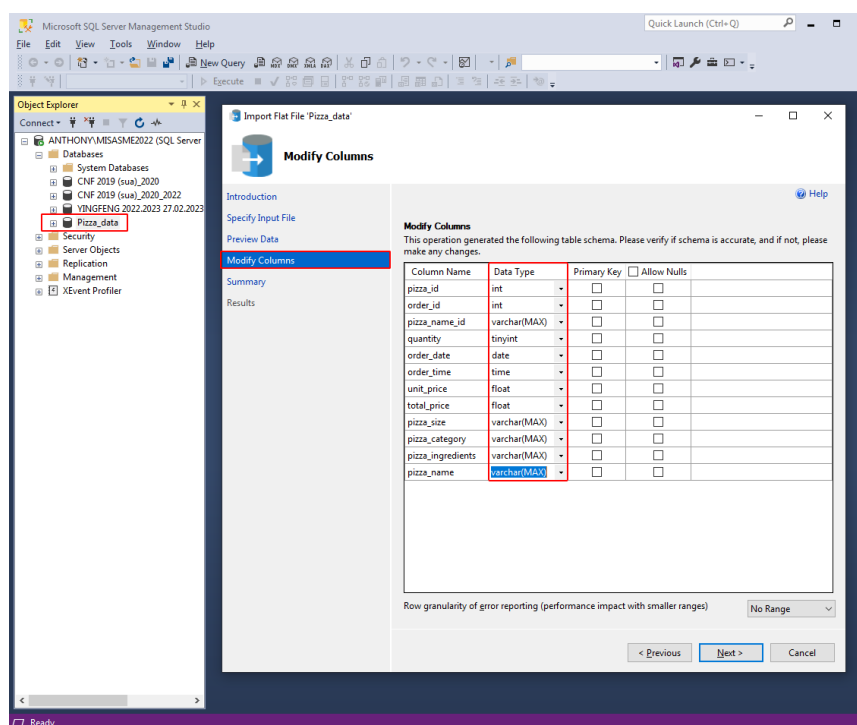 Microsoft SQL Server Management Studio
Quick Launch (Ctrl+Q)
File Edit View Tools Window Help
New Query
Execute
Object Explorer
Connect
ANTHONY\MISASME2022 (SQL Server
Databases
System Databases
CNF 2019 (sua)_2020
CNF 2019 (sua)_2020_2022
YINGFENG 2022.2023 27.02.2023
Pizza_data
Security
Server Objects
Replication
Management
XEvent Profiler
Import Flat File 'Pizza_data'
Modify Columns
Introduction
Specify Input File
Preview Data
Modify Columns
Summary
Results
Help
Modify Columns
This operation generated the following table schema. Please verify if schema is accurate, and if not, please
make any changes.
Column Name Data Type Primary Key Allow Nulls
pizza_id int
order_id int
pizza_name_id varchar(MAX)
quantity tinyint
order_date date
order_time time
unit_price float
total_price float
pizza_size varchar(MAX)
pizza_category varchar(MAX)
pizza_ingredients varchar(MAX)
pizza_name varchar(MAX)
Row granularity of error reporting (performance impact with smaller ranges) No Range
< Previous Next > Cancel
Ready